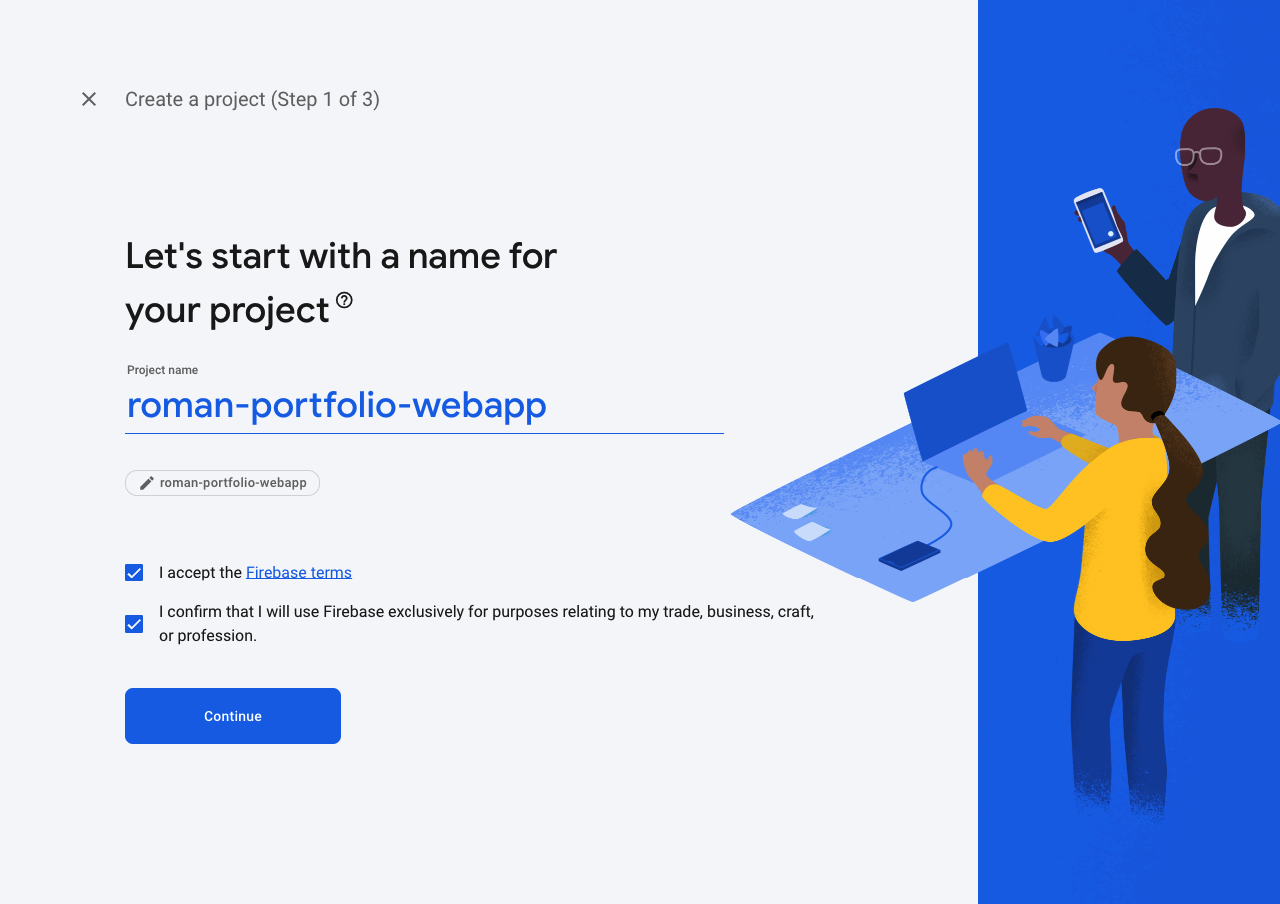 Create a project (Step 1 of 3)
Let's start with a name for
your project
Project name
roman-portfolio-webapp
roman-portfolio-webapp
I accept the Firebase terms
I confirm that I will use Firebase exclusively for purposes relating to my trade, business, craft,
or profession.
Continue